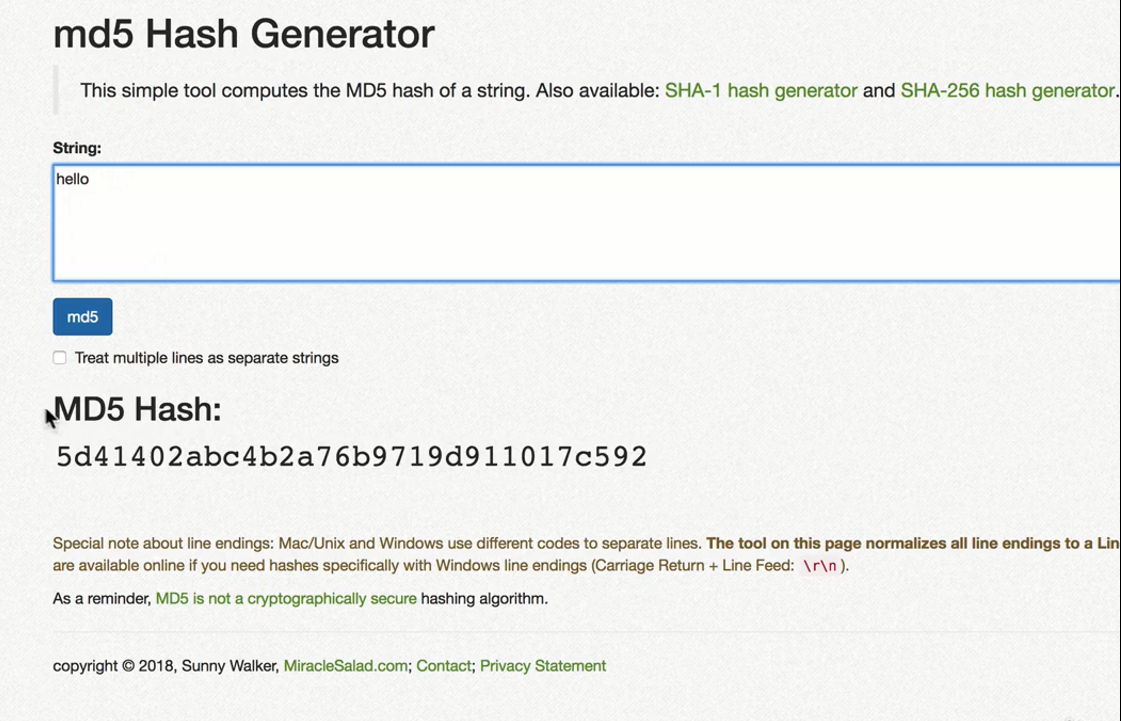 md5 Hash Generator
This simple tool computes the MD5 hash of a string. Also available: SHA-1 hash generator and SHA-256 hash generator.
String:
hello
md5
Treat multiple lines as separate strings
MD5 Hash:
5d41402abc4b2a76b9719d911017c592
Special note about line endings: Mac/Unix and Windows use different codes to separate lines. The tool on this page normalizes all line endings to a Lin
are available online if you need hashes specifically with Windows line endings (Carriage Return + Line Feed: \r\n ).
As a reminder, MD5 is not a cryptographically secure hashing algorithm.
copyright © 2018, Sunny Walker, MiracleSalad.com; Contact; Privacy Statement